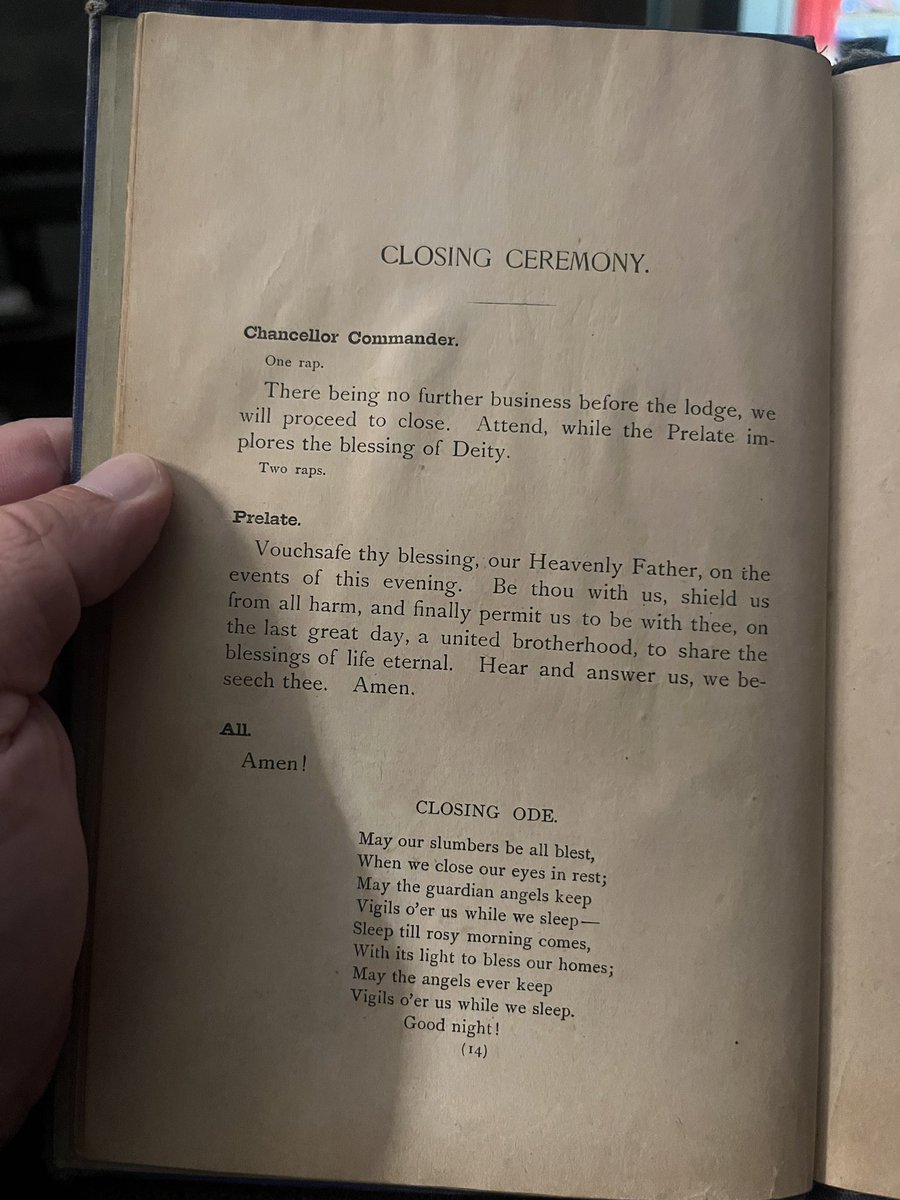 CLOSING CEREMONY.
Chancellor Commander.
One rap.
There being no further business before the lodge, we
will proceed to close. Attend, while the Prelate im-
plores the blessing of Deity.
Two raps.
Prelate.
Vouchsafe thy blessing, our Heavenly Father, on the
events of this evening. Be thou with us, shield us
from all harm, and finally permit us to be with thee, on
the last great day, a united brotherhood, to share the
blessings of life eternal. Hear and answer us, we be-
seech thee. Amen.
All.
Amen!
CLOSING ODE.
May our slumbers be all blest,
When we close our eyes in rest;
May the guardian angels keep
Vigils o'er us while we sleep—
Sleep till rosy morning comes,
With its light to bless our homes;
May the angels ever keep
Vigils o'er us while we sleep.
Good night!
(14)